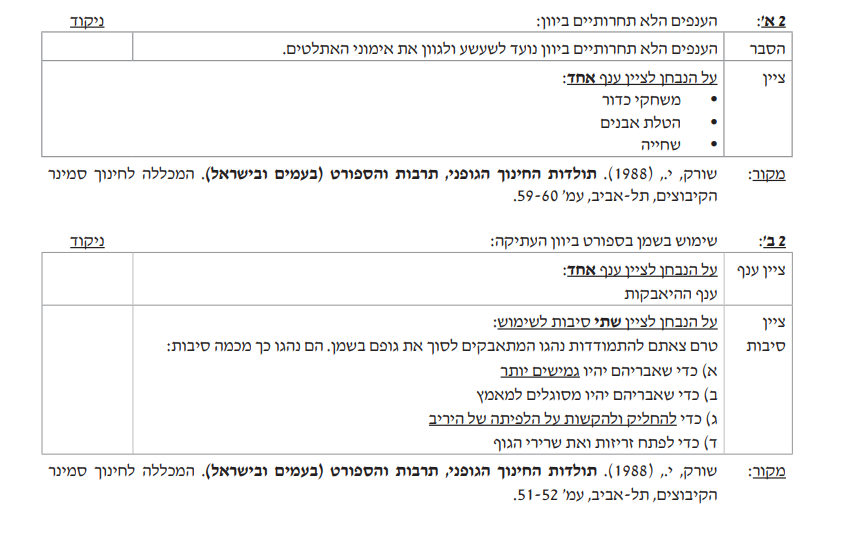 2 א': הענפים הלא תחרותיים ביוון: ניקוד
הסבר הענפים הלא תחרותיים ביוון נועד לשעשע ולגוון את אימוני האתלטים.
ציין על הנבחן לציין ענף אחד:
• משחקי כדור
• הטלת אבנים
• שחייה
מקור: שורק, י., (1988). תולדות החינוך הגופני, תרבות והספורט (בעמים ובישראל). המכללה לחינוך סמינר
הקיבוצים, תל-אביב, עמ' 59-60.
2 ב': שימוש בשמן בספורט ביוון העתיקה: ניקוד
ציין ענף על הנבחן לציין ענף אחד:
ענף ההיאבקות
ציין על הנבחן לציין שתי סיבות לשימוש:
סיבות טרם צאתם להתמודדות נהגו המתאבקים לסוך את גופם בשמן. הם נהגו כך מכמה סיבות:
א) כדי שאבריהם יהיו גמישים יותר
ב) כדי שאבריהם יהיו מסוגלים למאמץ
ג) כדי להחליק ולהקשות על הלפיתה של היריב
ד) כדי לפתח זריזות ואת שרירי הגוף
מקור: שורק, י., (1988). תולדות החינוך הגופני, תרבות והספורט (בעמים ובישראל). המכללה לחינוך סמינר
הקיבוצים, תל-אביב, עמ' 51-52.